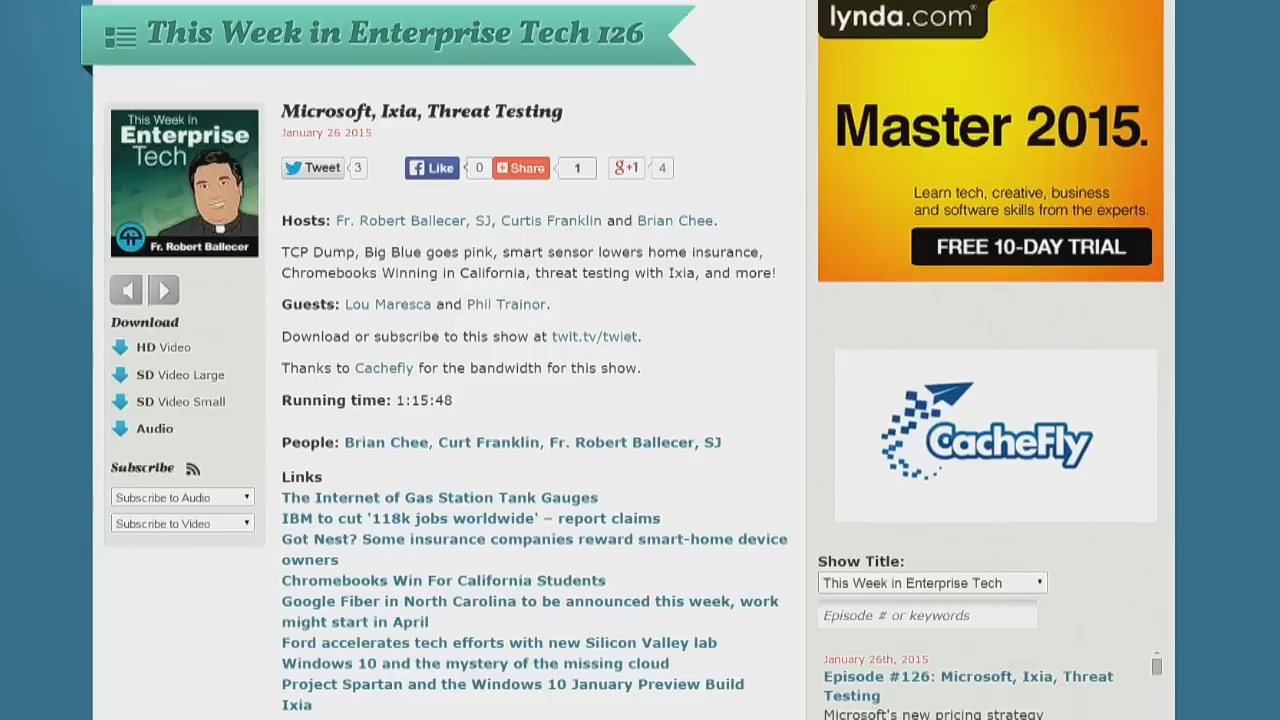 This Week in Enterprise Tech 126
This Week in
Enterprise
Tech
Fr. Robert Ballecer
Download
HD Video
SD Video Large
SD Video Small
Audio
Subscribe
Subscribe to Audio
Subscribe to Video
Microsoft, Ixia, Threat Testing
January 26 2015
Tweet 3 Like 0 Share 1 g+1 4
Hosts: Fr. Robert Ballecer, SJ, Curtis Franklin and Brian Chee.
TCP Dump, Big Blue goes pink, smart sensor lowers home insurance,
Chromebooks Winning in California, threat testing with Ixia, and more!
Guests: Lou Maresca and Phil Trainor.
Download or subscribe to this show at twit.tv/twiet.
Thanks to Cachefly for the bandwidth for this show.
Running time: 1:15:48
People: Brian Chee, Curt Franklin, Fr. Robert Ballecer, SJ
Links
The Internet of Gas Station Tank Gauges
IBM to cut '118k jobs worldwide' – report claims
Got Nest? Some insurance companies reward smart-home device
owners
Chromebooks Win For California Students
Google Fiber in North Carolina to be announced this week, work
might start in April
Ford accelerates tech efforts with new Silicon Valley lab
Windows 10 and the mystery of the missing cloud
Project Spartan and the Windows 10 January Preview Build
Ixia
lynda.com®
Master 2015.
Learn tech, creative, business
and software skills from the experts.
FREE 10-DAY TRIAL
CacheFly
Show Title:
This Week in Enterprise Tech
Episode # or keywords
January 26th, 2015
Episode #126: Microsoft, Ixia, Threat
Testing
Microsoft's new pricing strategy